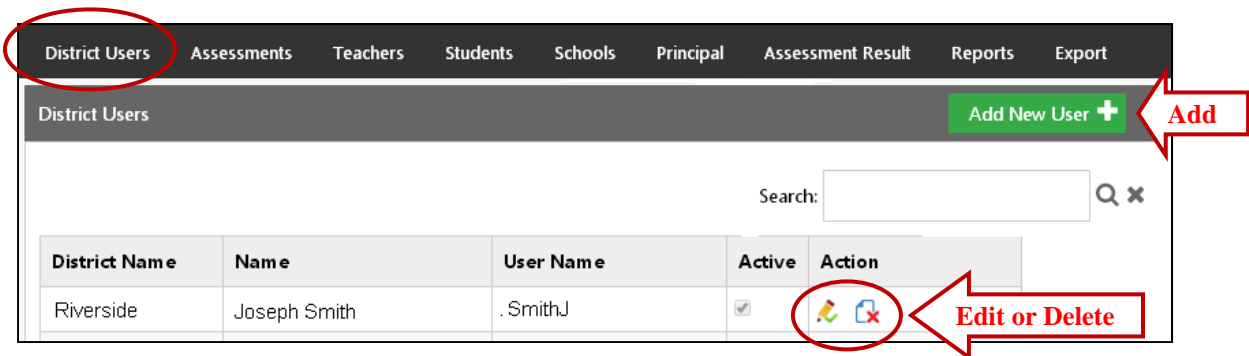 District Users Assessments Teachers Students Schools Principal Assessment Result Reports Export
District Users Add New User Add
Search:
District Name Name User Name Active Action
Riverside Joseph Smith . SmithJ Edit or Delete